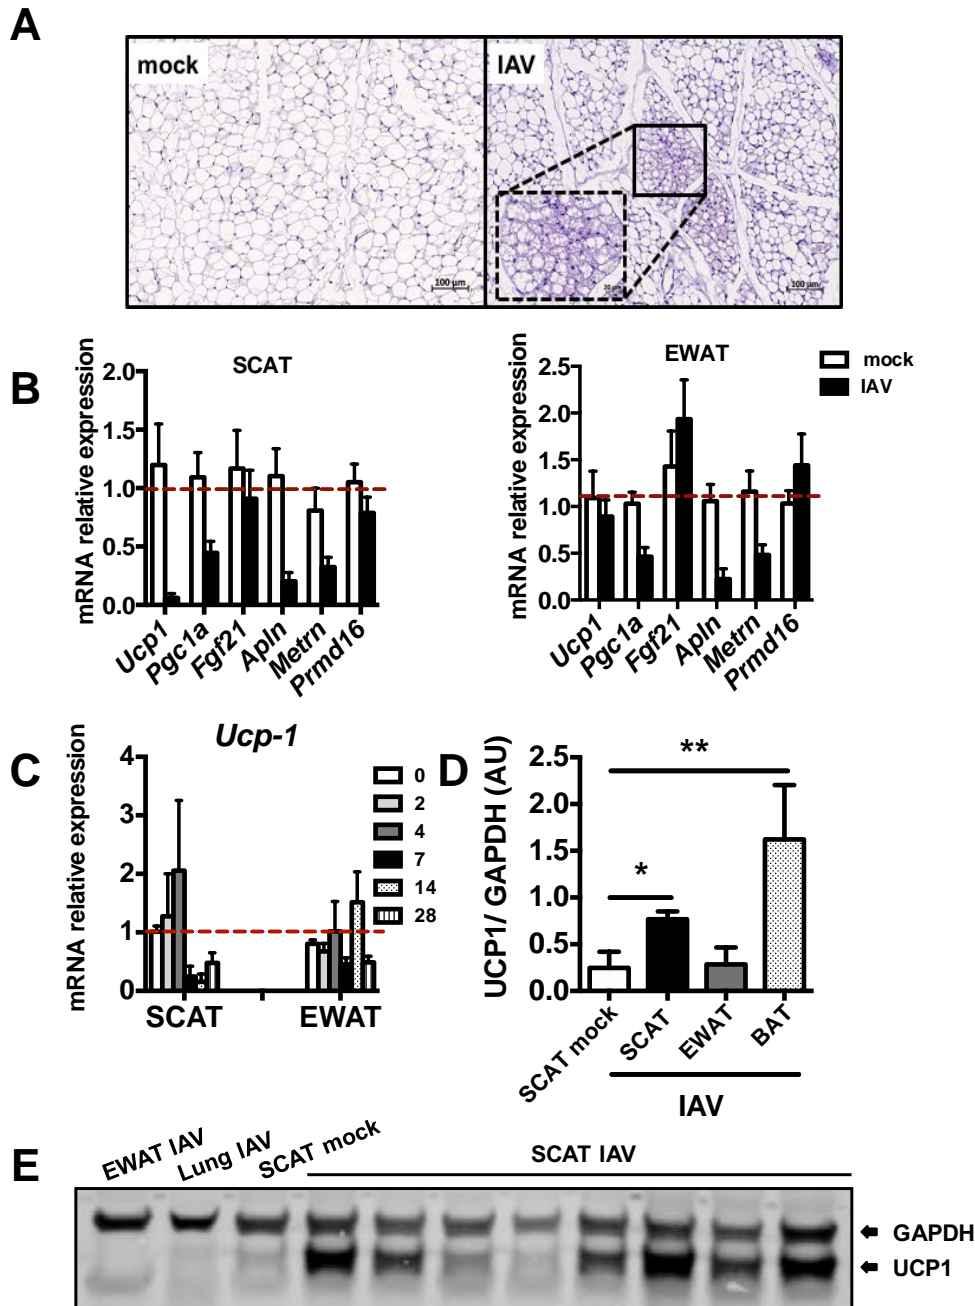 A
mock
IAV
100 µm
20 µm
100 µm
B
SCAT
mRNA relative expression
2.0
1.5
1.0
0.5
0.0
Ucp1
Pgc1a
Fgf21
Apln
Metrn
Prmd16
EWAT
mRNA relative expression
2.5
2.0
1.5
1.0
0.5
0.0
Ucp1
Pgc1a
Fgf21
Apln
Metrn
Prmd16
mock
IAV
C
Ucp-1
mRNA relative expression
4
3
2
1
0
SCAT
EWAT
0
2
4
7
14
28
D
UCP1/ GAPDH (AU)
2.5
2.0
1.5
1.0
0.5
0.0
*
**
SCAT mock
SCAT
EWAT
BAT
IAV
E
EWAT IAV
Lung IAV
SCAT mock
SCAT IAV
GAPDH
UCP1